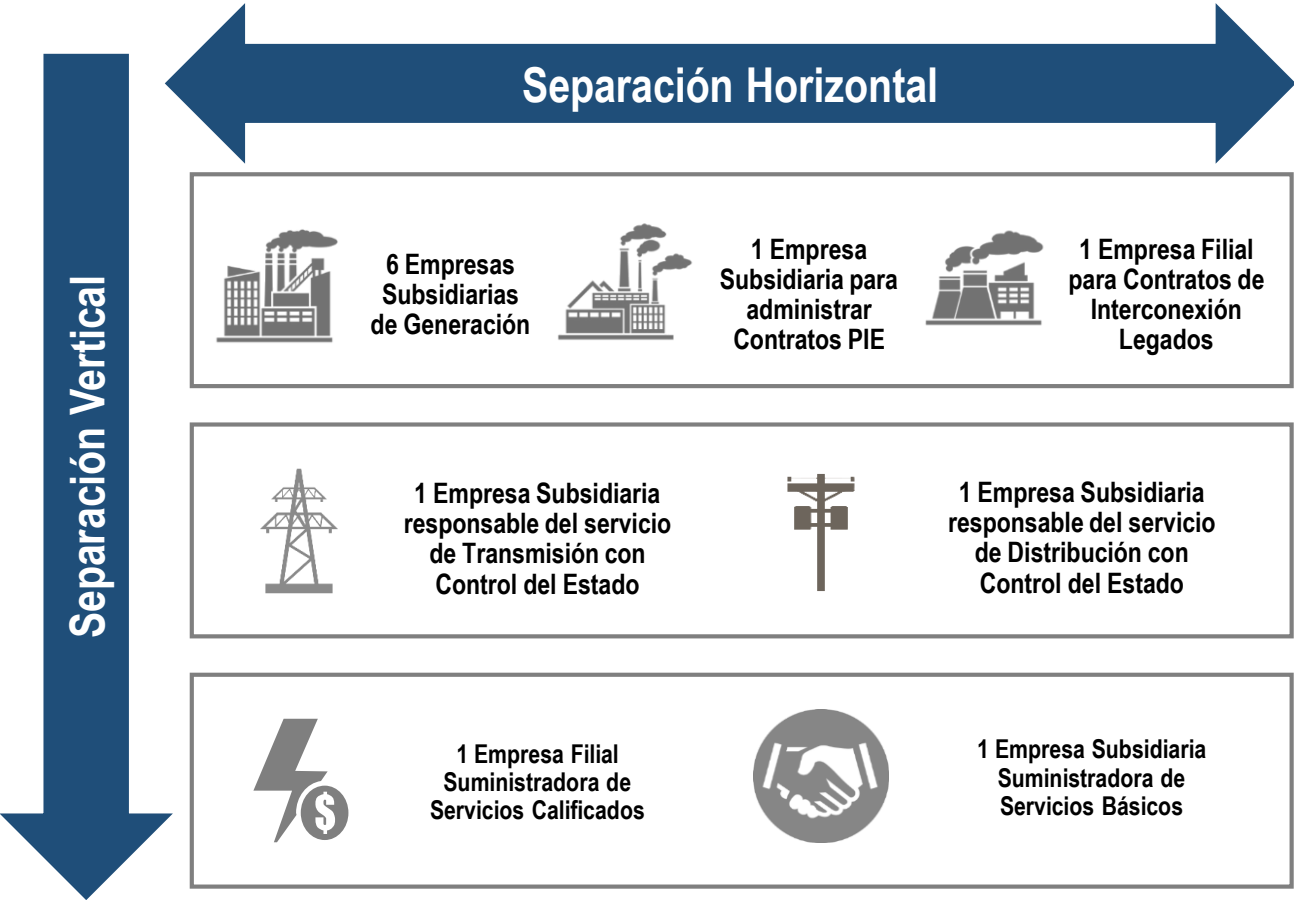 Separación Horizontal
Separación Vertical
6 Empresas
Subsidiarias
de Generación
1 Empresa
Subsidiaria para
administrar
Contratos PIE
1 Empresa Filial
para Contratos de
Interconexión
Legados
1 Empresa Subsidiaria
responsable del servicio
de Transmisión con
Control del Estado
1 Empresa Subsidiaria
responsable del servicio
de Distribución con
Control del Estado
$
1 Empresa Filial
Suministradora de
Servicios Calificados
1 Empresa Subsidiaria
Suministradora de
Servicios Básicos